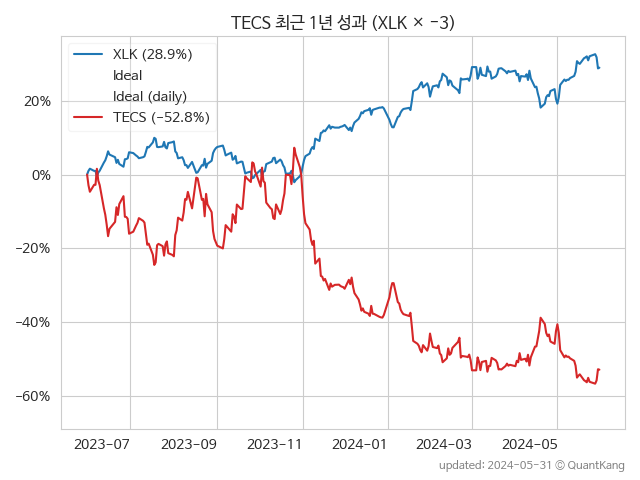 TECS 최근 1년 성과 (XLK × −3)
XLK (28.9%)
Ideal
Ideal (daily)
TECS (−52.8%)
20%
0%
−20%
−40%
−60%
2023-07
2023-09
2023-11
2024-01
2024-03
2024-05
updated: 2024-05-31 © QuantKang